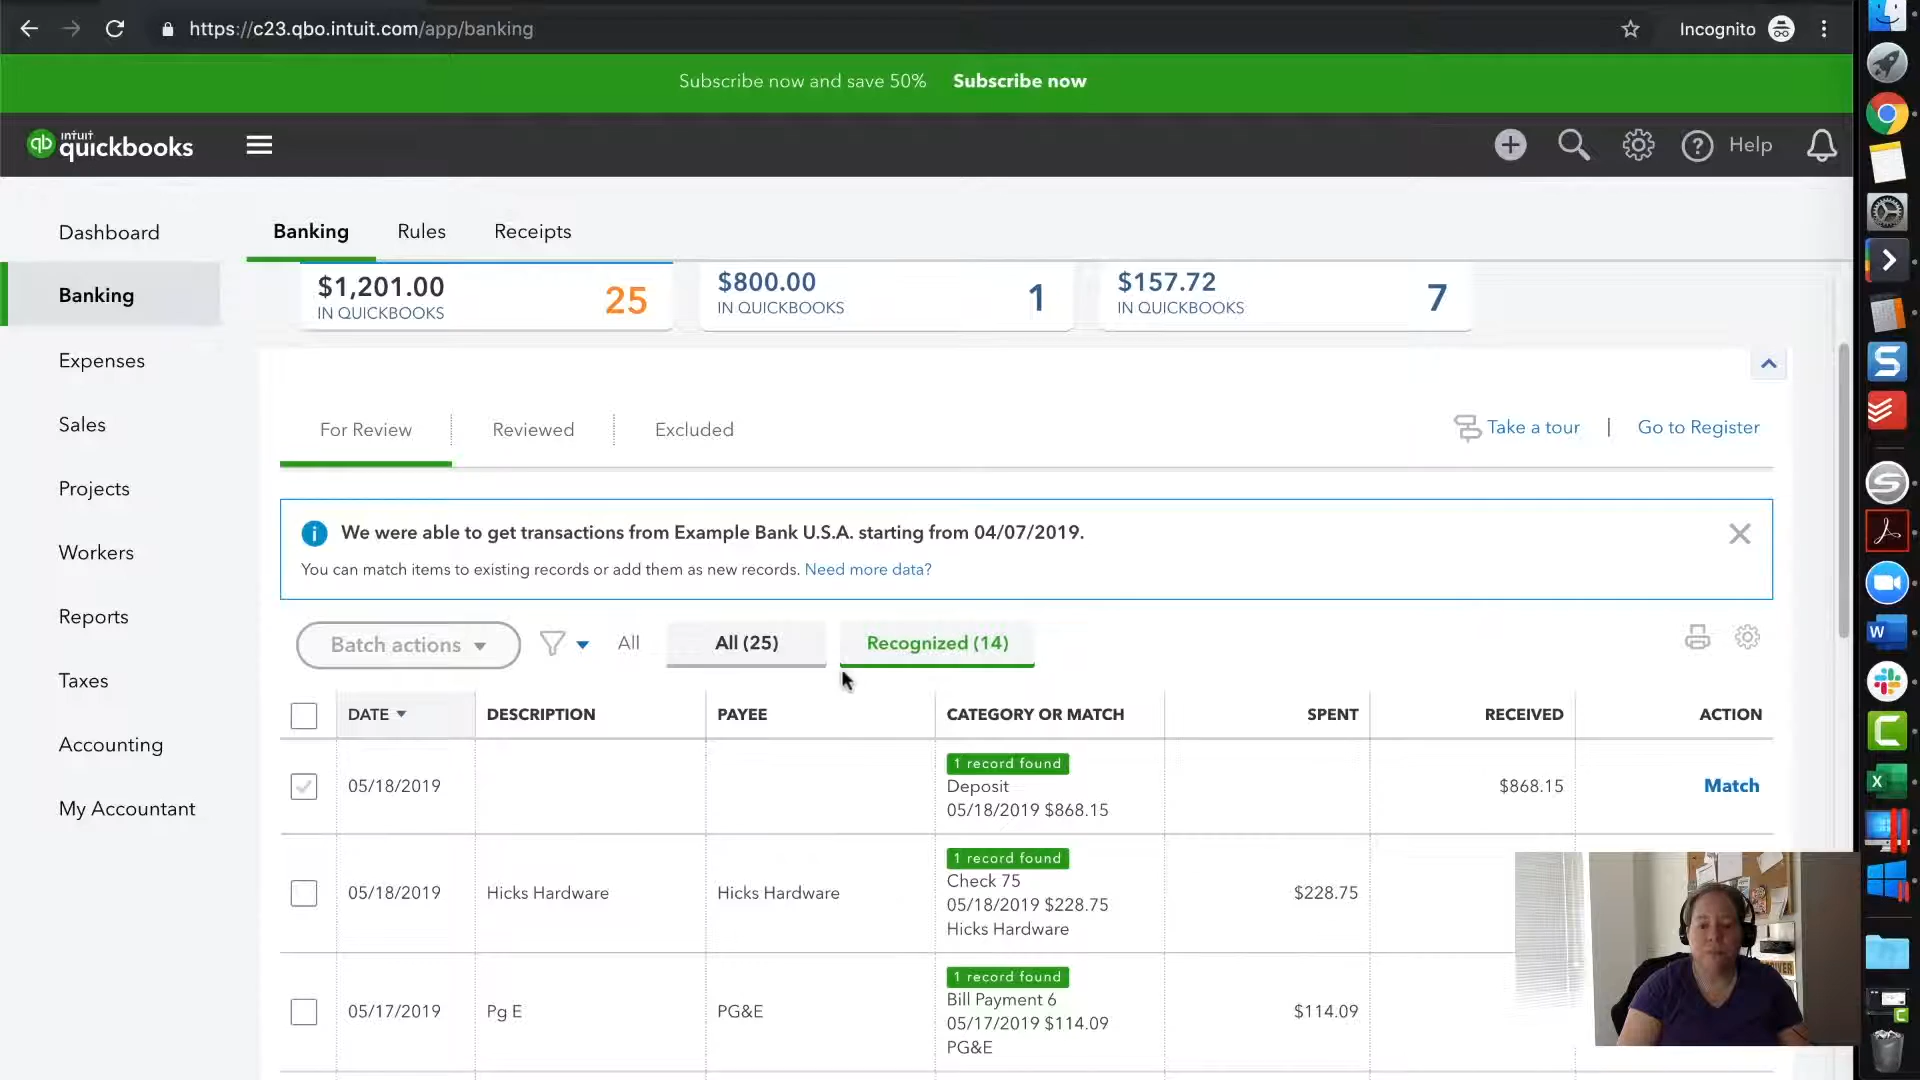 https://c23.qbo.intuit.com/app/banking
Incognito
Subscribe now and save 50% Subscribe now
intuit
qb quickbooks
Help
Dashboard
Banking
Expenses
Sales
Projects
Workers
Reports
Taxes
Accounting
My Accountant
Banking Rules Receipts
$1,201.00
IN QUICKBOOKS
25
$800.00
IN QUICKBOOKS
1
$157.72
IN QUICKBOOKS
7
For Review Reviewed Excluded
Take a tour | Go to Register
We were able to get transactions from Example Bank U.S.A. starting from 04/07/2019.
You can match items to existing records or add them as new records. Need more data?
Batch actions All All (25) Recognized (14)
DATE DESCRIPTION PAYEE CATEGORY OR MATCH SPENT RECEIVED ACTION
1 record found
05/18/2019 Deposit $868.15 Match
05/18/2019 $868.15
1 record found
Check 75
05/18/2019 Hicks Hardware Hicks Hardware 05/18/2019 $228.75 $228.75
Hicks Hardware
1 record found
Bill Payment 6
05/17/2019 Pg E PG&E 05/17/2019 $114.09 $114.09
PG&E